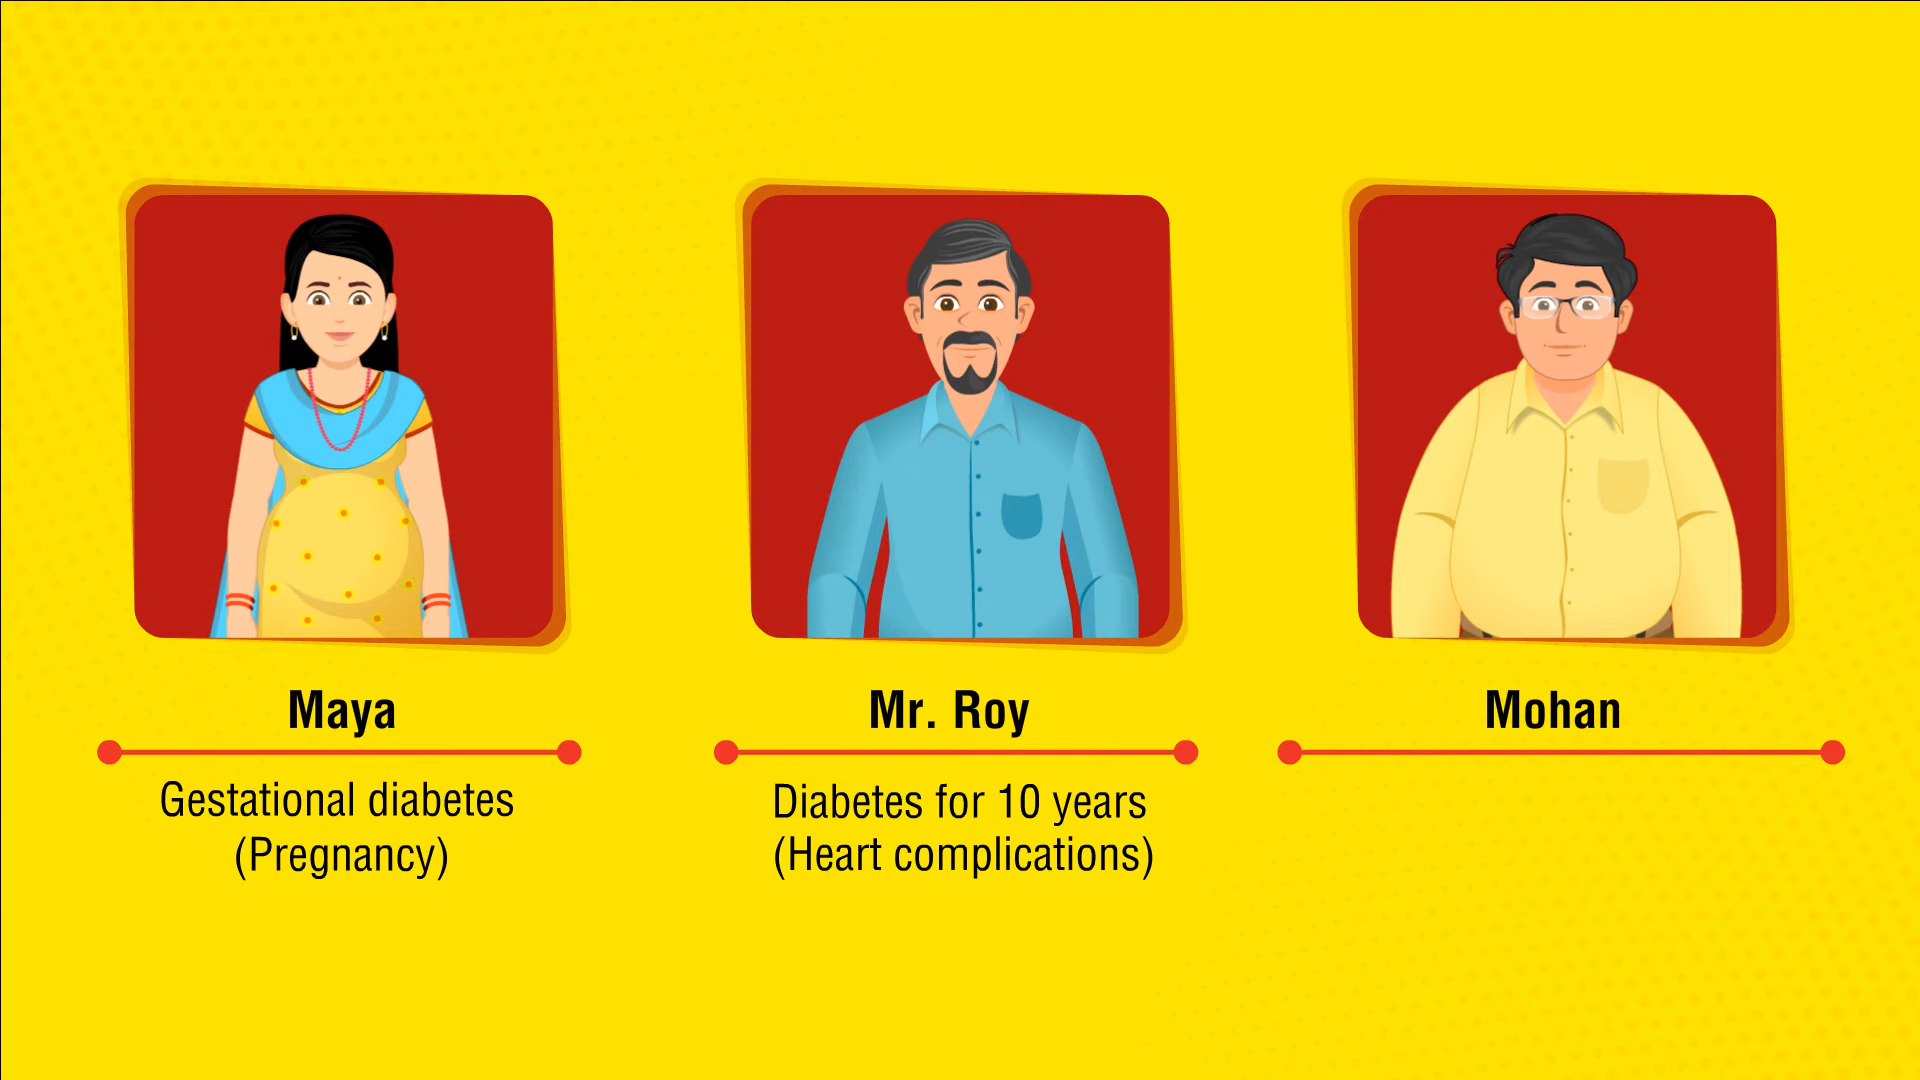 Maya
Gestational diabetes
(Pregnancy)
Mr. Roy
Diabetes for 10 years
(Heart complications)
Mohan